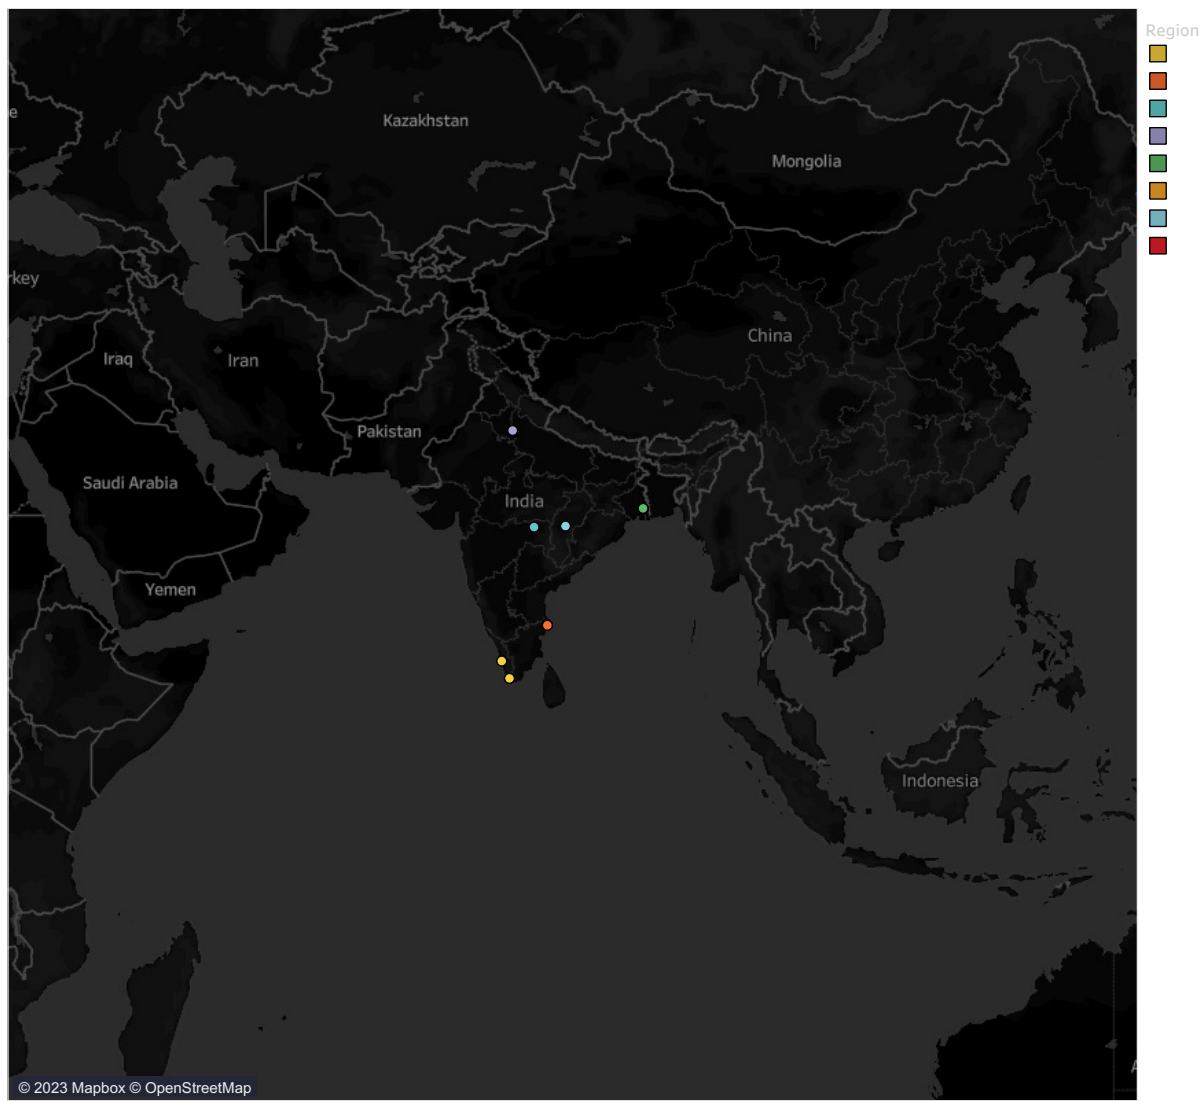 Region
e
Kazakhstan
Mongolia
rkey
China
Iraq
Iran
Pakistan
Saudi Arabia
India
Yemen
Indonesia
A
© 2023 Mapbox © OpenStreetMap